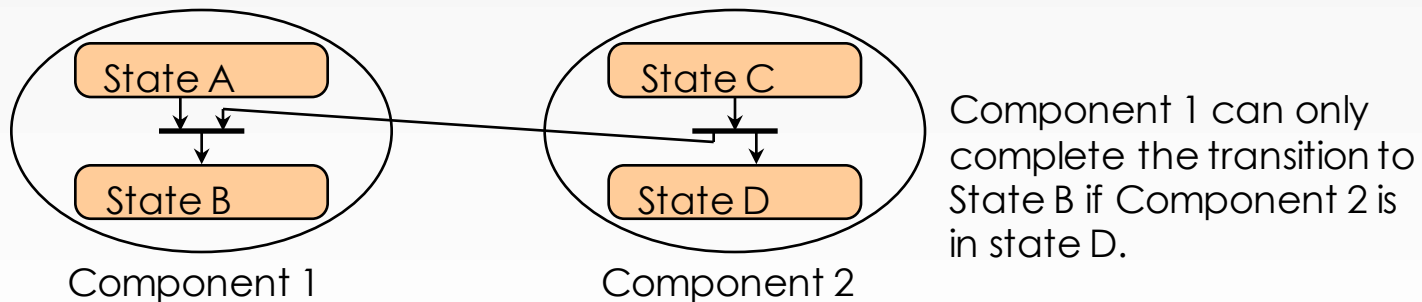 State A
State B
Component 1
State C
State D
Component 2
Component 1 can only
complete the transition to
State B if Component 2 is
in state D.